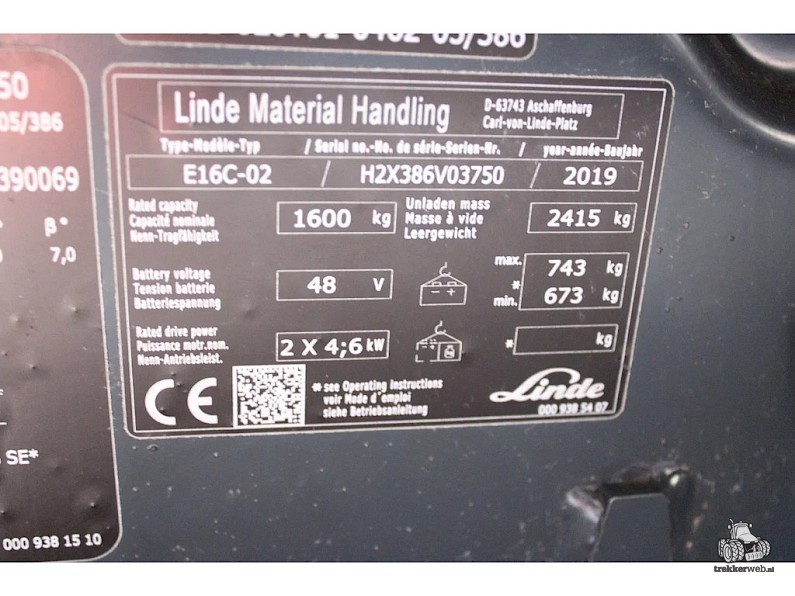 50
05/386
390069
β°
7,0
SE*
000 938 1510
Linde Material Handling
D-63743 Aschaffenburg
Carl-von-Linde-Platz
Type-Modèle-Typ / Serial no.-No. de série-Serien-Nr. / year-année-Baujahr
E16C-02 / H2X386V03750 / 2019
Rated capacity
Capacité nominale
Nenn-Tragfähigkeit
1600 kg
Unladen mass
Masse à vide
Leergewicht
2415 kg
Battery voltage
Tension batterie
Batteriespannung
48 V
max. 743 kg
*
min. 673 kg
Rated drive power
Puissance motr.nom.
Nenn-Antriebsleist.
2 X 4;6 kW
* kg
CE
*see Operating Instructions
voir Mode d'emploi
siehe Betriebsanleitung
Linde
000 938 54 07
trekkerweb.nl